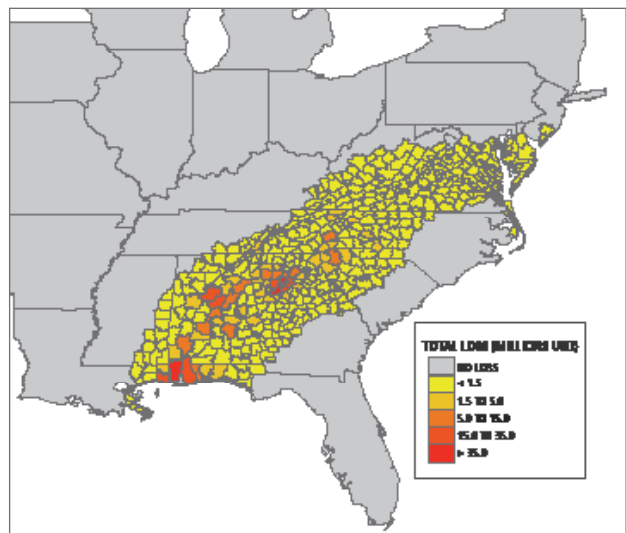 TOTAL LOSS (MILLIONS USD)
NO LOSS
< 1.5
1.5 TO 5.0
5.0 TO 15.0
15.0 TO 35.0
> 35.0